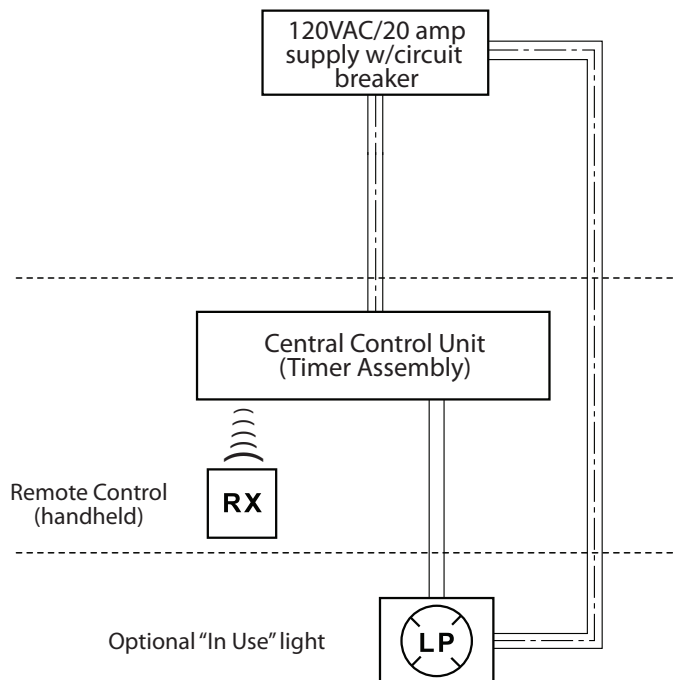 120VAC/20 amp
supply w/circuit
breaker
Central Control Unit
(Timer Assembly)
Remote Control
(handheld)
RX
Optional “In Use” light
LP